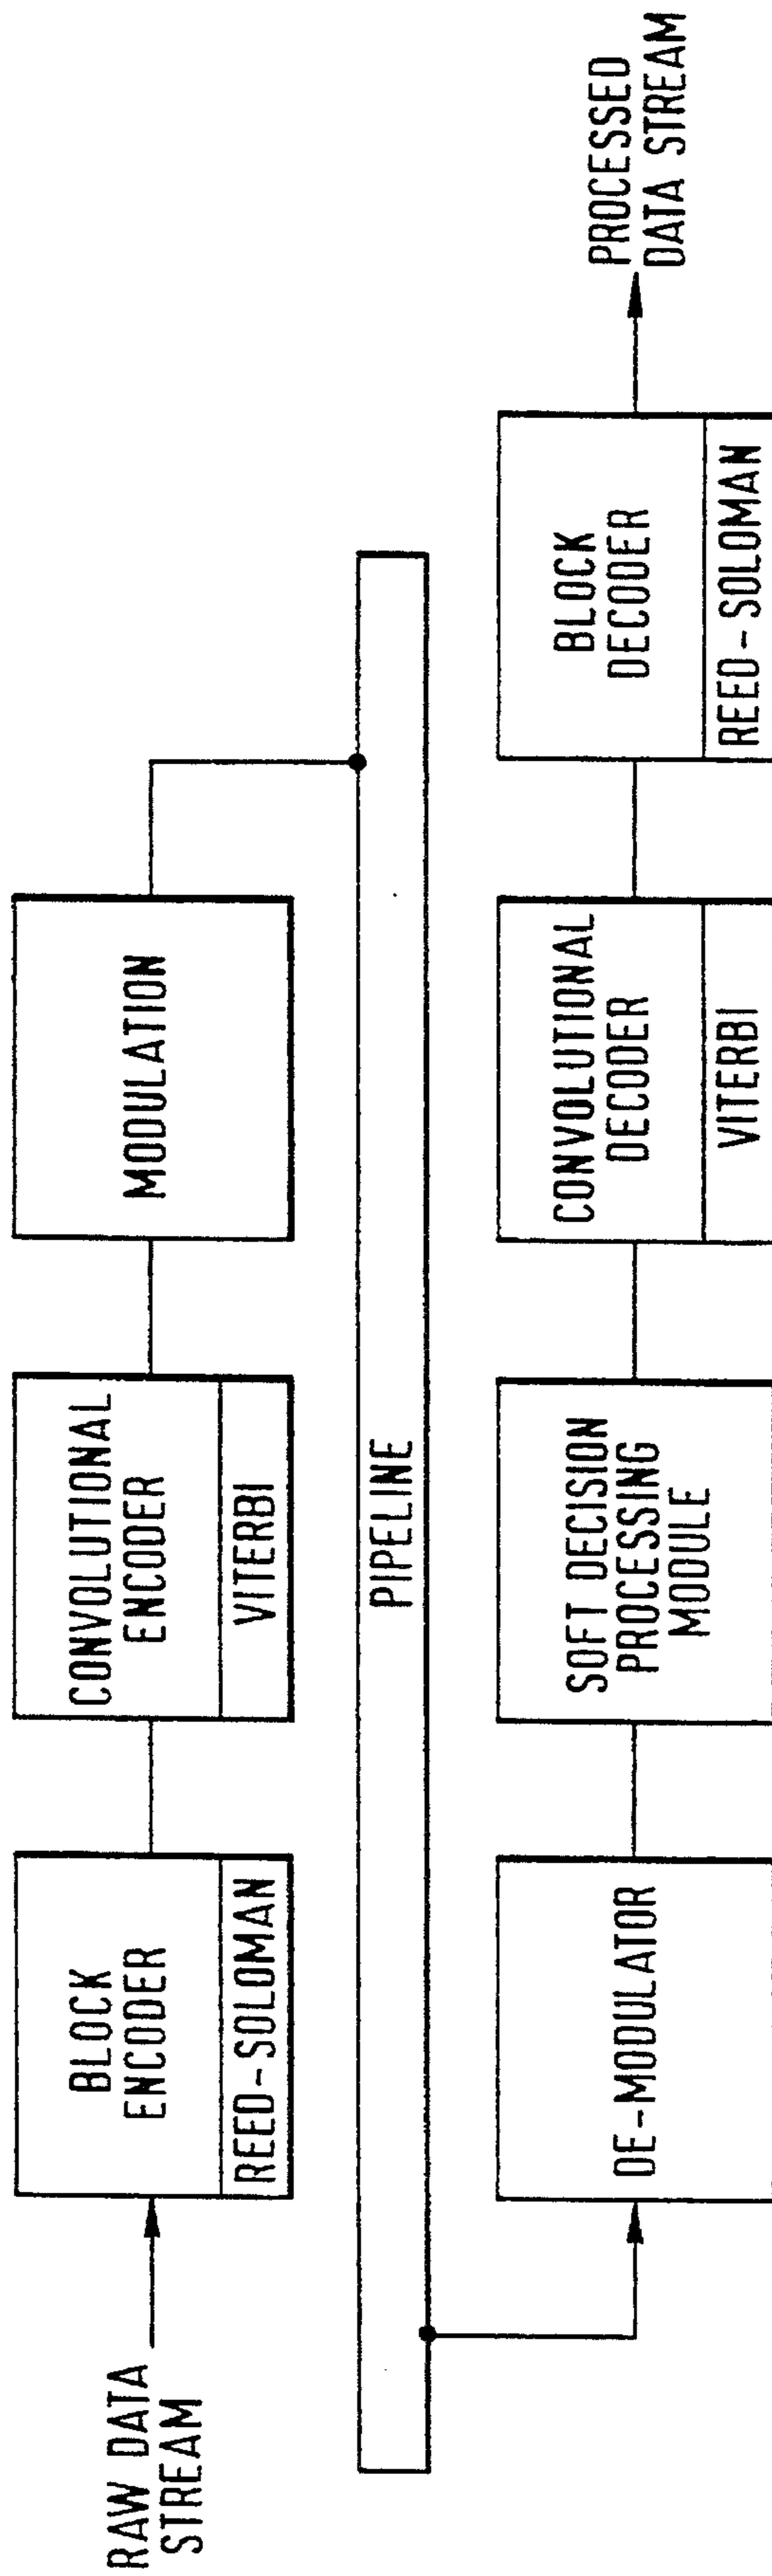 RAW DATA
STREAM
BLOCK
ENCODER
REED-SOLOMAN
CONVOLUTIONAL
ENCODER
VITERBI
MODULATION
PIPELINE
DE-MODULATOR
SOFT DECISION
PROCESSING
MODULE
CONVOLUTIONAL
DECODER
VITERBI
BLOCK
DECODER
REED-SOLOMAN
PROCESSED
DATA STREAM